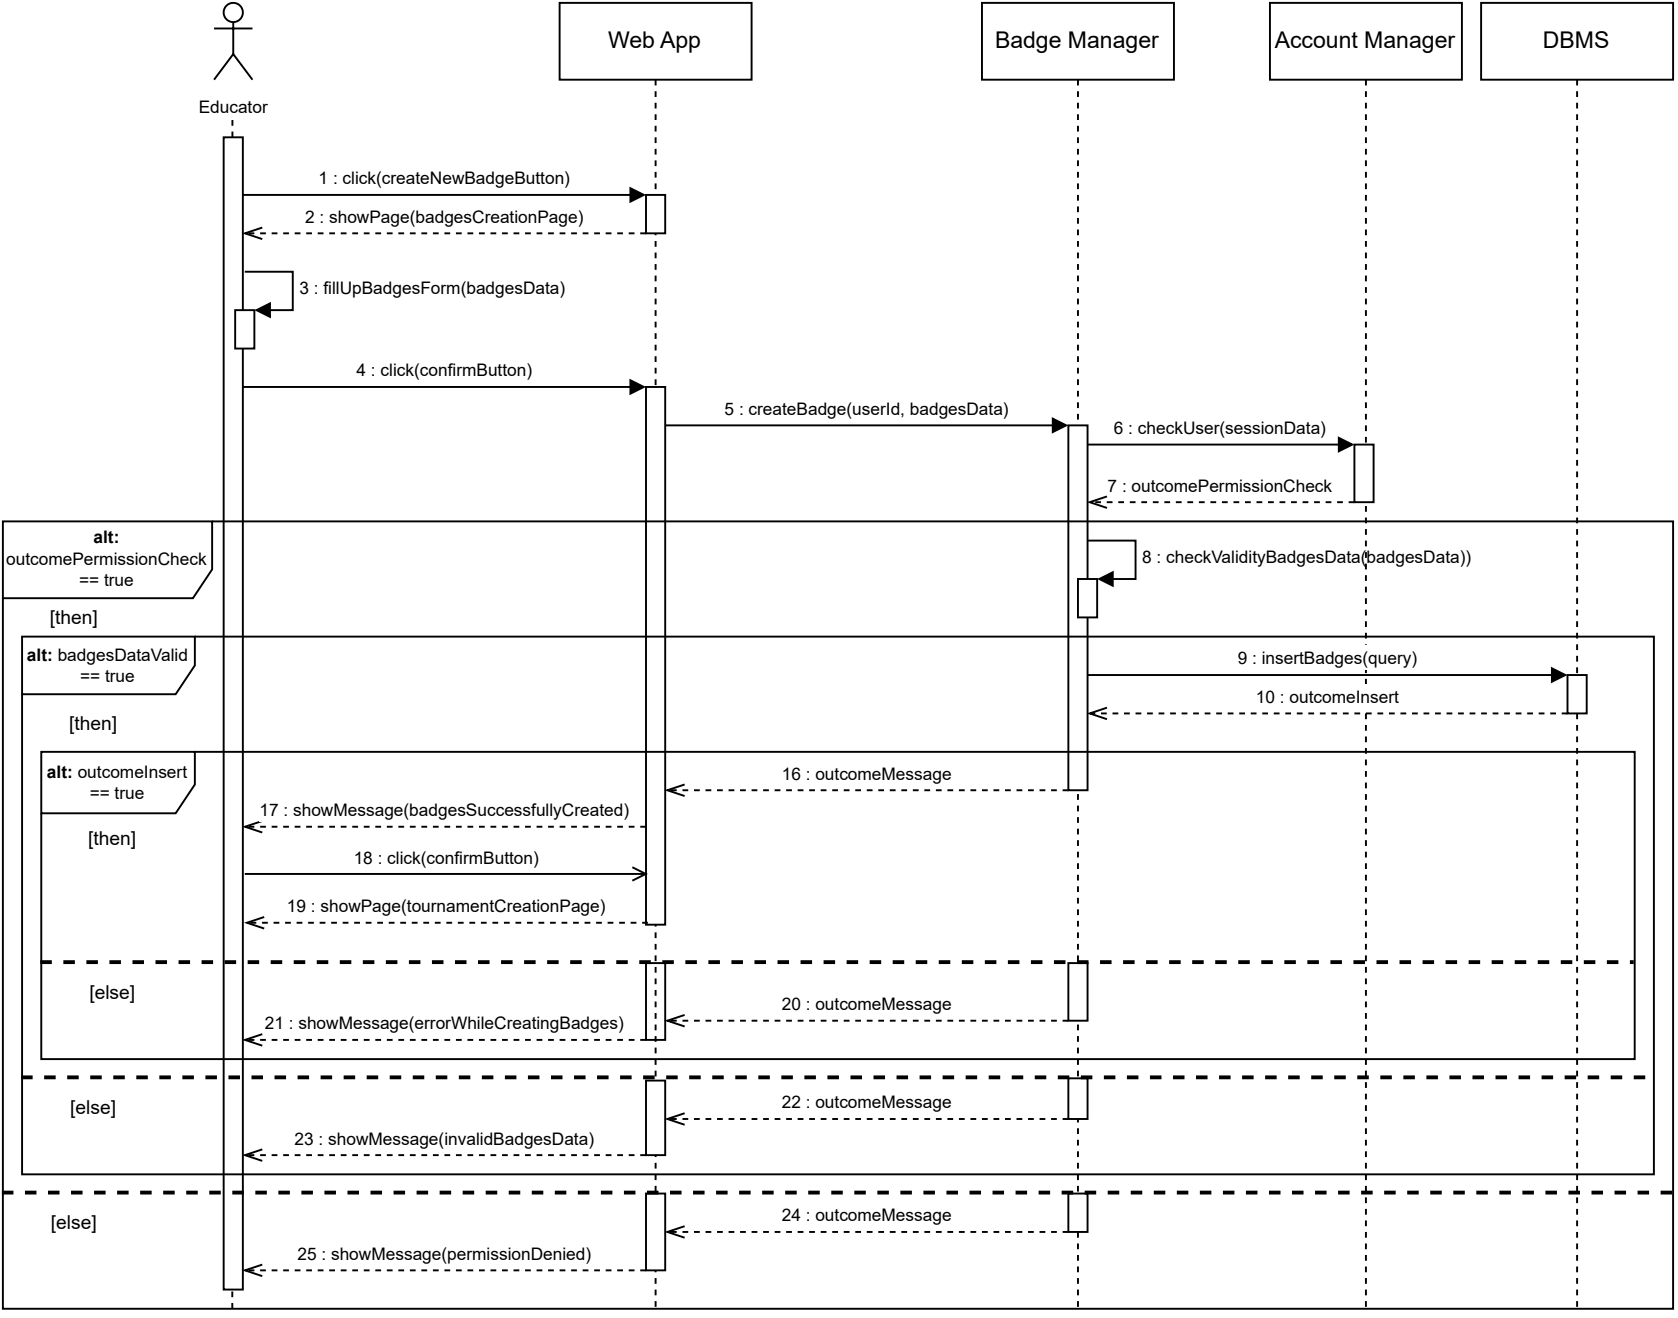 Web App
Badge Manager
Account Manager
DBMS
Educator
1 : click(createNewBadgeButton)
2 : showPage(badgesCreationPage)
3 : fillUpBadgesForm(badgesData)
4 : click(confirmButton)
5 : createBadge(userId, badgesData)
6 : checkUser(sessionData)
7 : outcomePermissionCheck
alt:
outcomePermissionCheck
== true
8 : checkValidityBadgesData(badgesData))
[then]
alt: badgesDataValid
== true
9 : insertBadges(query)
10 : outcomeInsert
[then]
alt: outcomeInsert
== true
16 : outcomeMessage
17 : showMessage(badgesSuccessfullyCreated)
[then]
18 : click(confirmButton)
19 : showPage(tournamentCreationPage)
[else]
20 : outcomeMessage
21 : showMessage(errorWhileCreatingBadges)
[else]
22 : outcomeMessage
23 : showMessage(invalidBadgesData)
[else]
24 : outcomeMessage
25 : showMessage(permissionDenied)